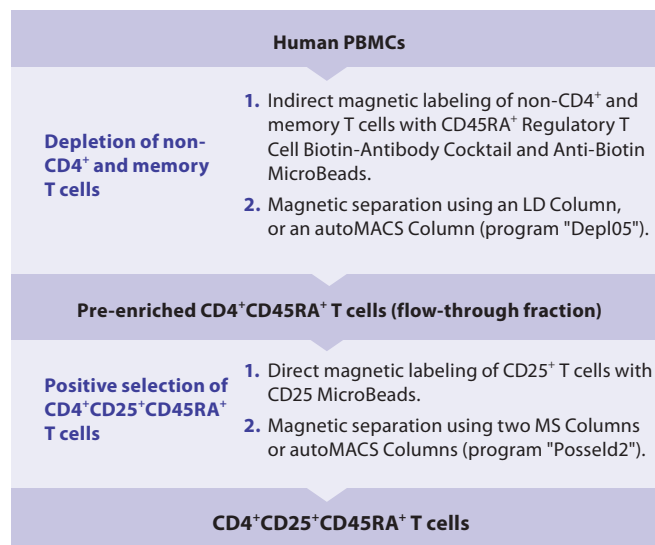 Human PBMCs
Depletion of non-
CD4⁺ and memory
T cells
1. Indirect magnetic labeling of non-CD4⁺ and
memory T cells with CD45RA⁺ Regulatory T
Cell Biotin-Antibody Cocktail and Anti-Biotin
MicroBeads.
2. Magnetic separation using an LD Column,
or an autoMACS Column (program "Depl05").
Pre-enriched CD4⁺CD45RA⁺ T cells (flow-through fraction)
Positive selection of
CD4⁺CD25⁺CD45RA⁺
T cells
1. Direct magnetic labeling of CD25⁺ T cells with
CD25 MicroBeads.
2. Magnetic separation using two MS Columns
or autoMACS Columns (program "Posseld2").
CD4⁺CD25⁺CD45RA⁺ T cells